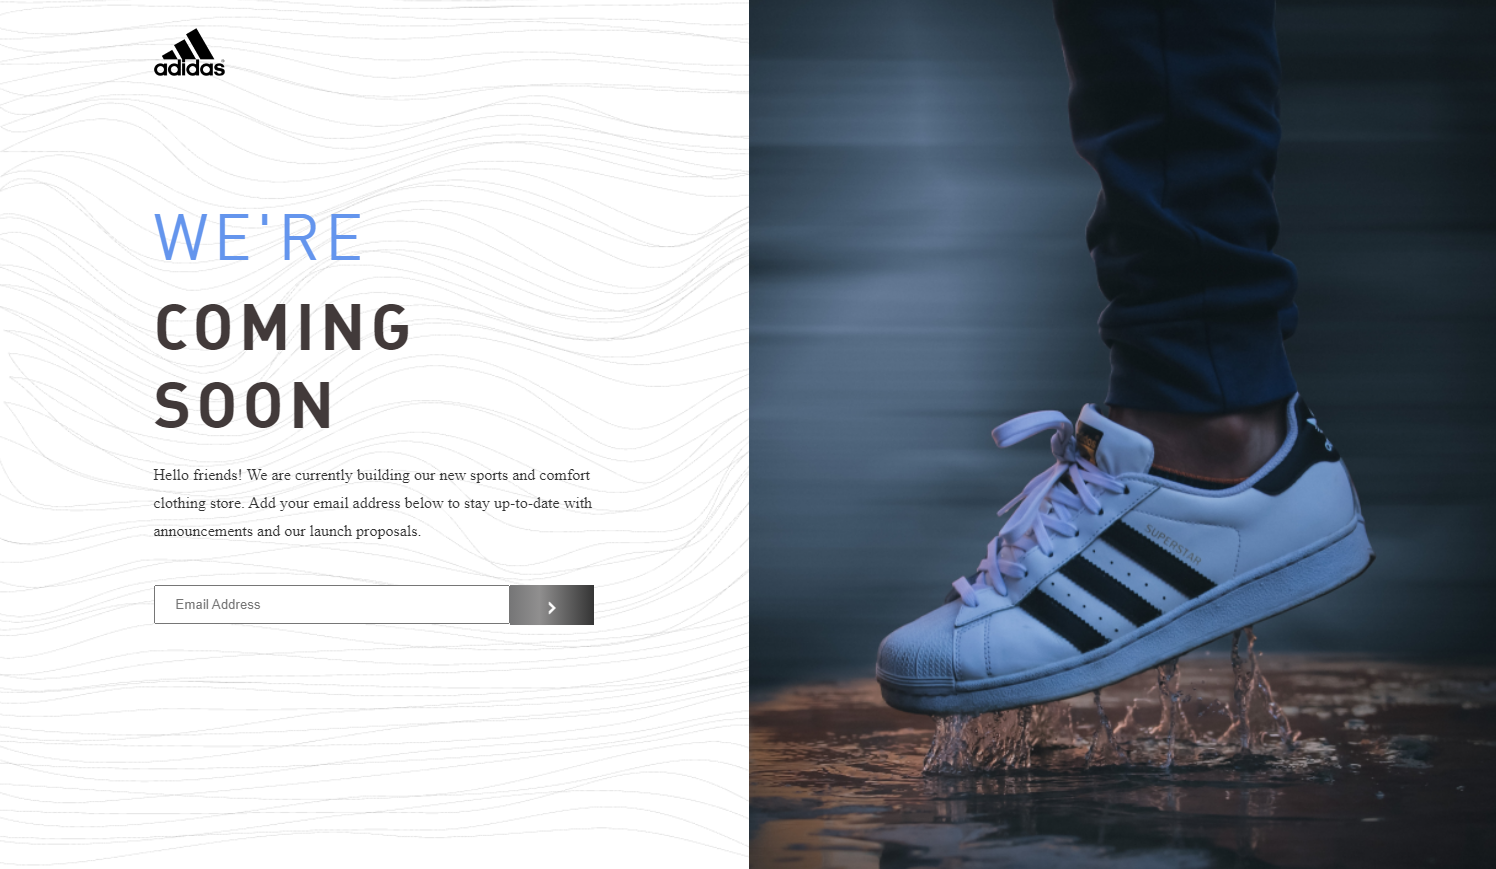 adidas
WE'RE
COMING
SOON
Hello friends! We are currently building our new sports and comfort
clothing store. Add your email address below to stay up-to-date with
announcements and our launch proposals.
Email Address
SUPERSTAR